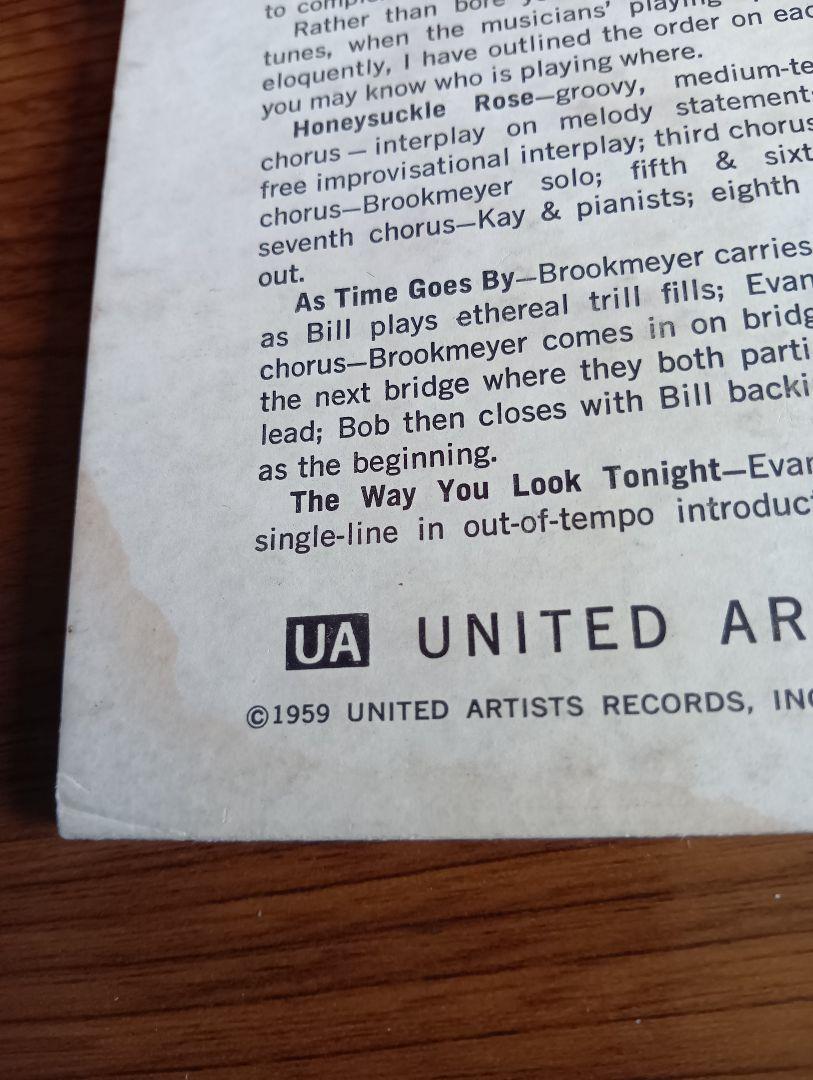 to
Rather than bore
tunes, when the musicians' playing
eloquently, I have outlined the order on eac
you may know who is playing where.
Honeysuckle Rose—groovy, medium-te
chorus — interplay on melody statement
free improvisational interplay; third chorus
chorus—Brookmeyer solo; fifth & sixt
seventh chorus—Kay & pianists; eighth
out.
As Time Goes By—Brookmeyer carries
as Bill plays ethereal trill fills; Evan
chorus—Brookmeyer comes in on bridg
the next bridge where they both parti
lead; Bob then closes with Bill backi
as the beginning.
The Way You Look Tonight—Evan
single-line in out-of-tempo introduct
UA UNITED AR
©1959 UNITED ARTISTS RECORDS, INC